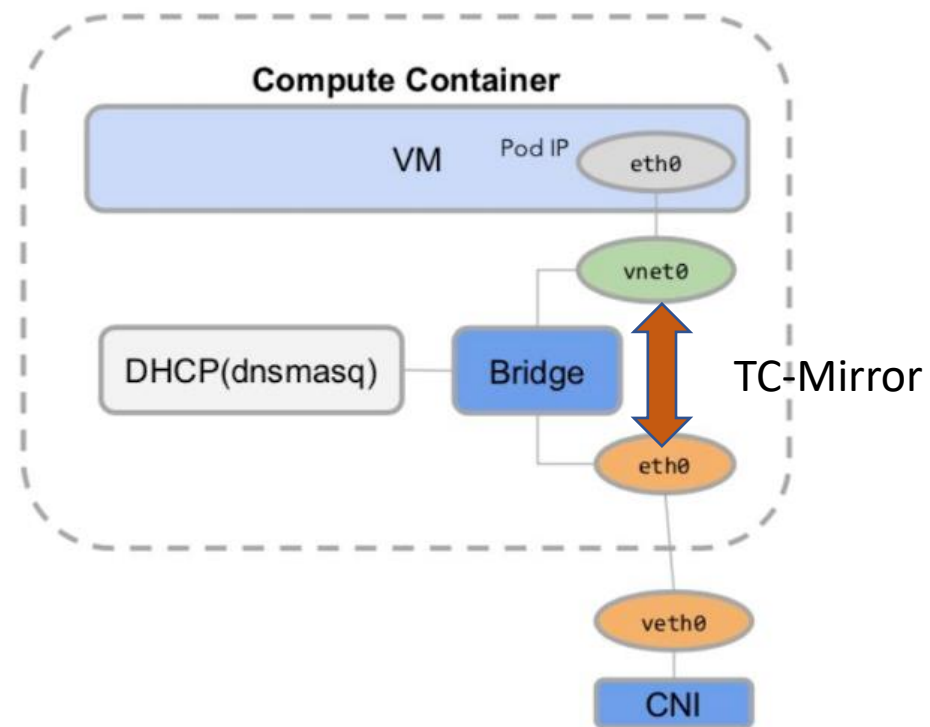 Compute Container
VM
Pod IP
eth0
vnet0
DHCP(dnsmasq)
Bridge
TC-Mirror
eth0
veth0
CNI